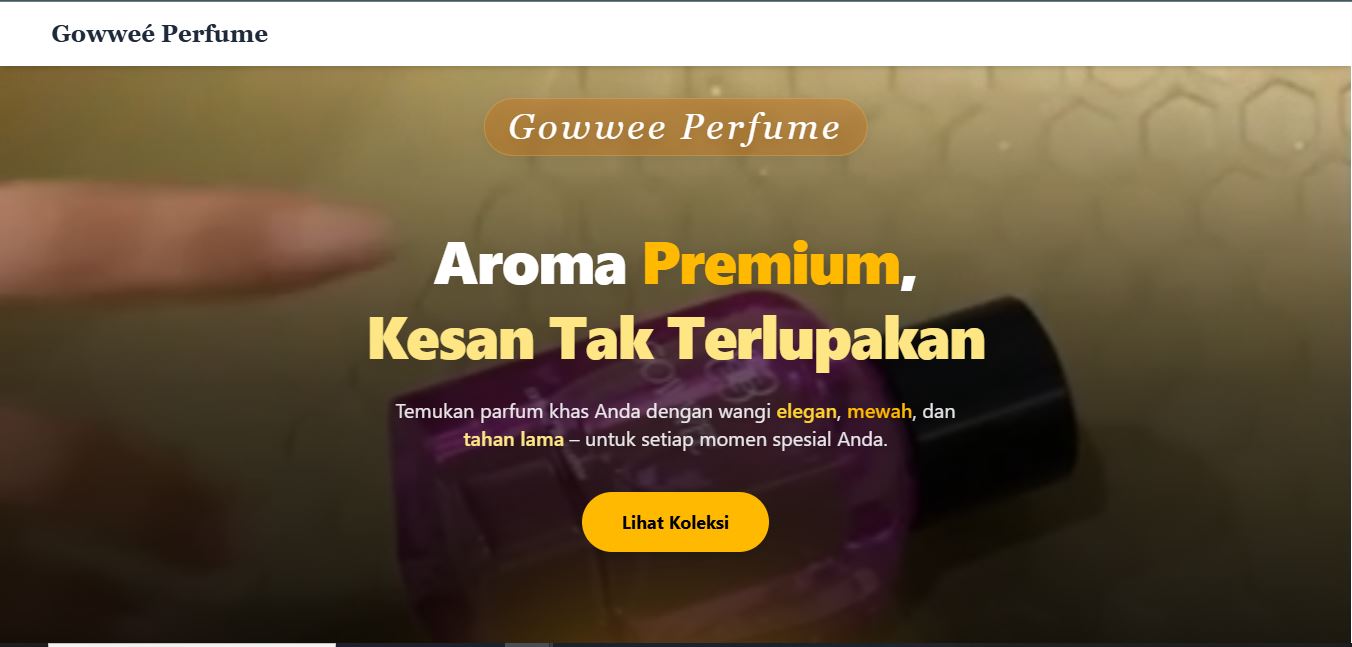 Gowweé Perfume
Gowwee Perfume
Aroma Premium,
Kesan Tak Terlupakan
Temukan parfum khas Anda dengan wangi elegan, mewah, dan
tahan lama – untuk setiap momen spesial Anda.
Lihat Koleksi